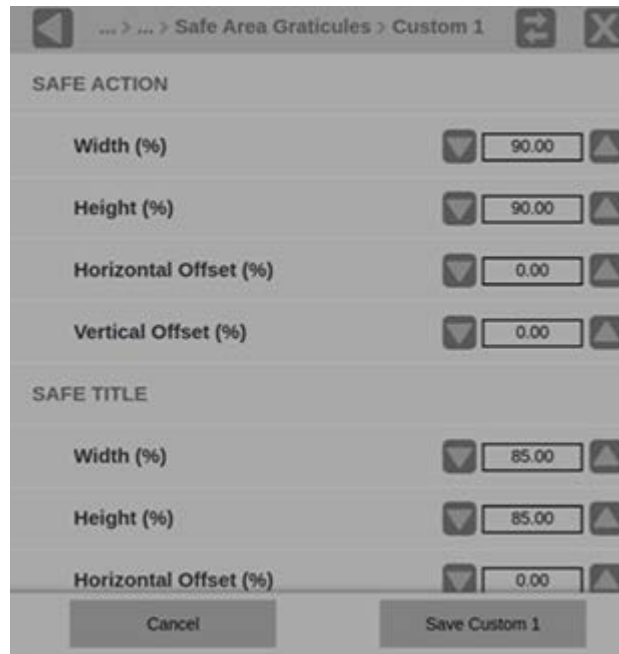 ... > ... > Safe Area Graticules > Custom 1
SAFE ACTION
Width (%) 90.00
Height (%) 90.00
Horizontal Offset (%) 0.00
Vertical Offset (%) 0.00
SAFE TITLE
Width (%) 85.00
Height (%) 85.00
Horizontal Offset (%) 0.00
Cancel Save Custom 1